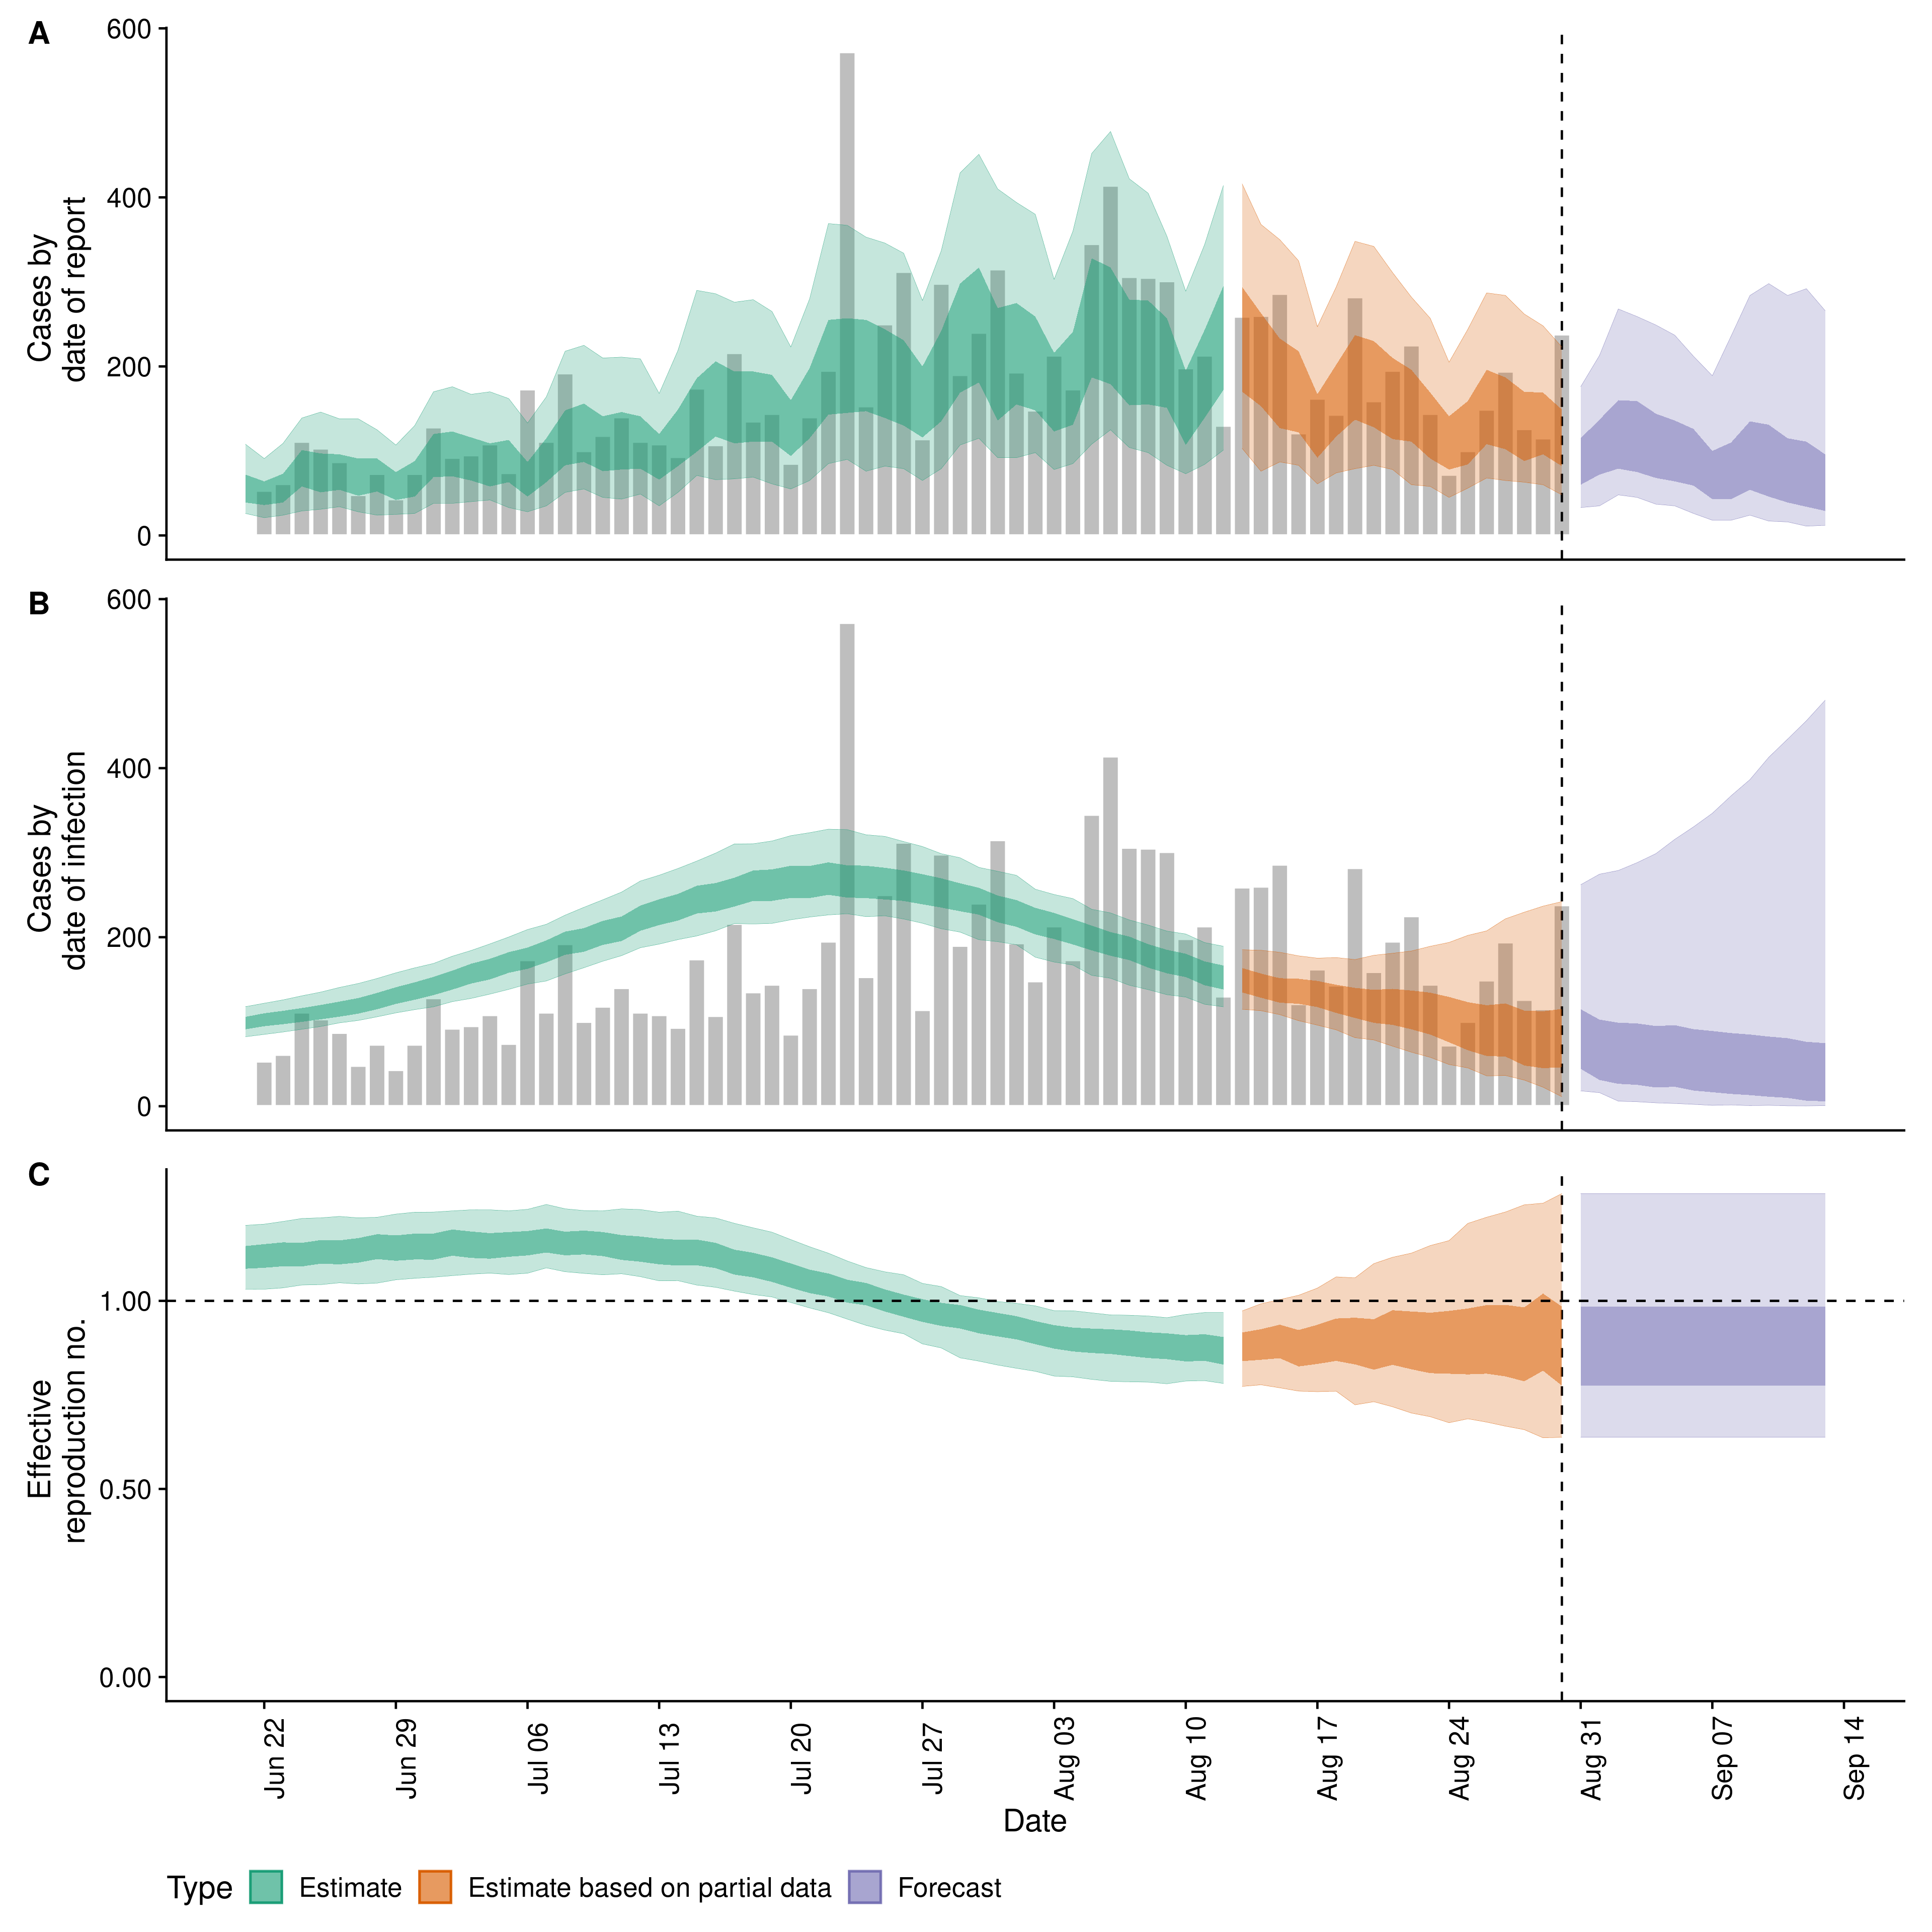 A
Cases by
date of report
600
400
200
0
B
Cases by
date of infection
600
400
200
0
C
Effective
reproduction no.
1.00
0.50
0.00
Jun 22
Jun 29
Jul 06
Jul 13
Jul 20
Jul 27
Aug 03
Aug 10
Aug 17
Aug 24
Aug 31
Sep 07
Sep 14
Date
Type
Estimate
Estimate based on partial data
Forecast